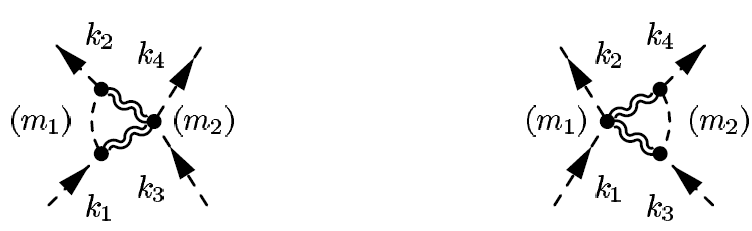 k₂ k₄ k₂ k₄
(m₁) (m₂) (m₁) (m₂)
k₁ k₃ k₁ k₃